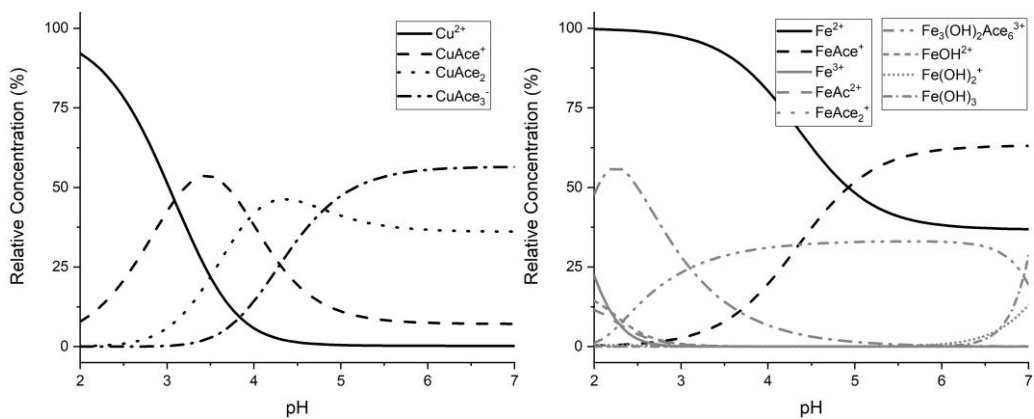 Relative Concentration (%)
100
75
50
25
0
2
3
4
5
6
7
pH
Cu²⁺
CuAce⁺
CuAce₂
CuAce₃⁻
Relative Concentration (%)
100
75
50
25
0
2
3
4
5
6
7
pH
Fe²⁺
FeAce⁺
Fe³⁺
FeAc²⁺
FeAce₂⁺
Fe₃(OH)₂Ace₆³⁺
FeOH²⁺
Fe(OH)₂⁺
Fe(OH)₃